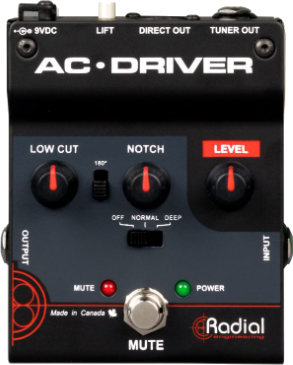 9VDC LIFT DIRECT OUT TUNER OUT
AC•DRIVER
LOW CUT NOTCH LEVEL
180°
OFF NORMAL DEEP
OUTPUT INPUT
MUTE POWER
Made in Canada
Radial
engineering
MUTE